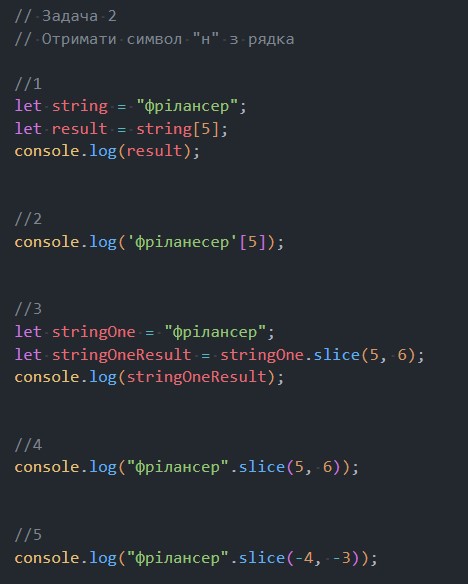 // Задача 2
// Отримати символ "н" з рядка
//1
let string = "фрілансер";
let result = string[5];
console.log(result);
//2
console.log('фріланесер'[5]);
//3
let stringOne = "фрілансер";
let stringOneResult = stringOne.slice(5, 6);
console.log(stringOneResult);
//4
console.log("фрілансер".slice(5, 6));
//5
console.log("фрілансер".slice(-4, -3));